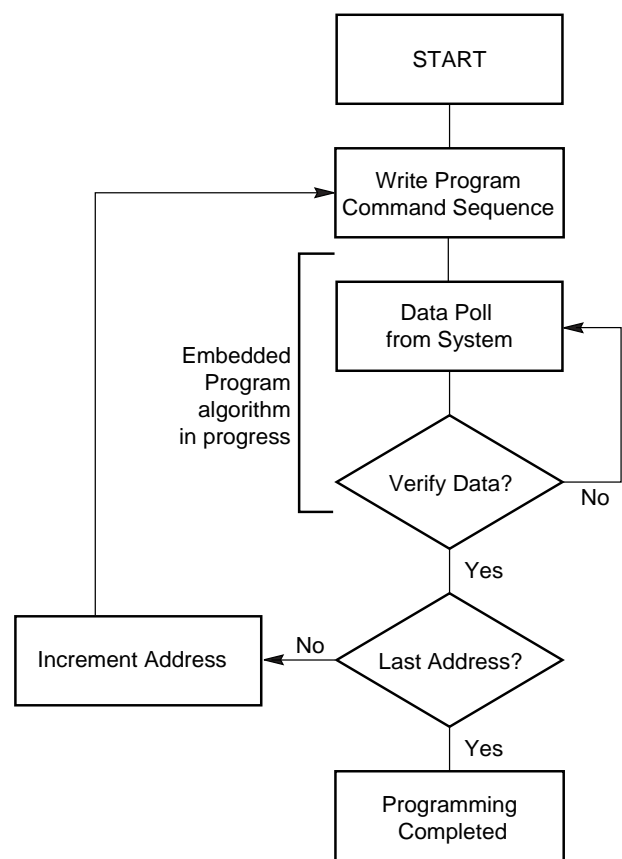 START
Write Program
Command Sequence
Data Poll
from System
Embedded
Program
algorithm
in progress
Verify Data?
No
Yes
Increment Address
No
Last Address?
Yes
Programming
Completed